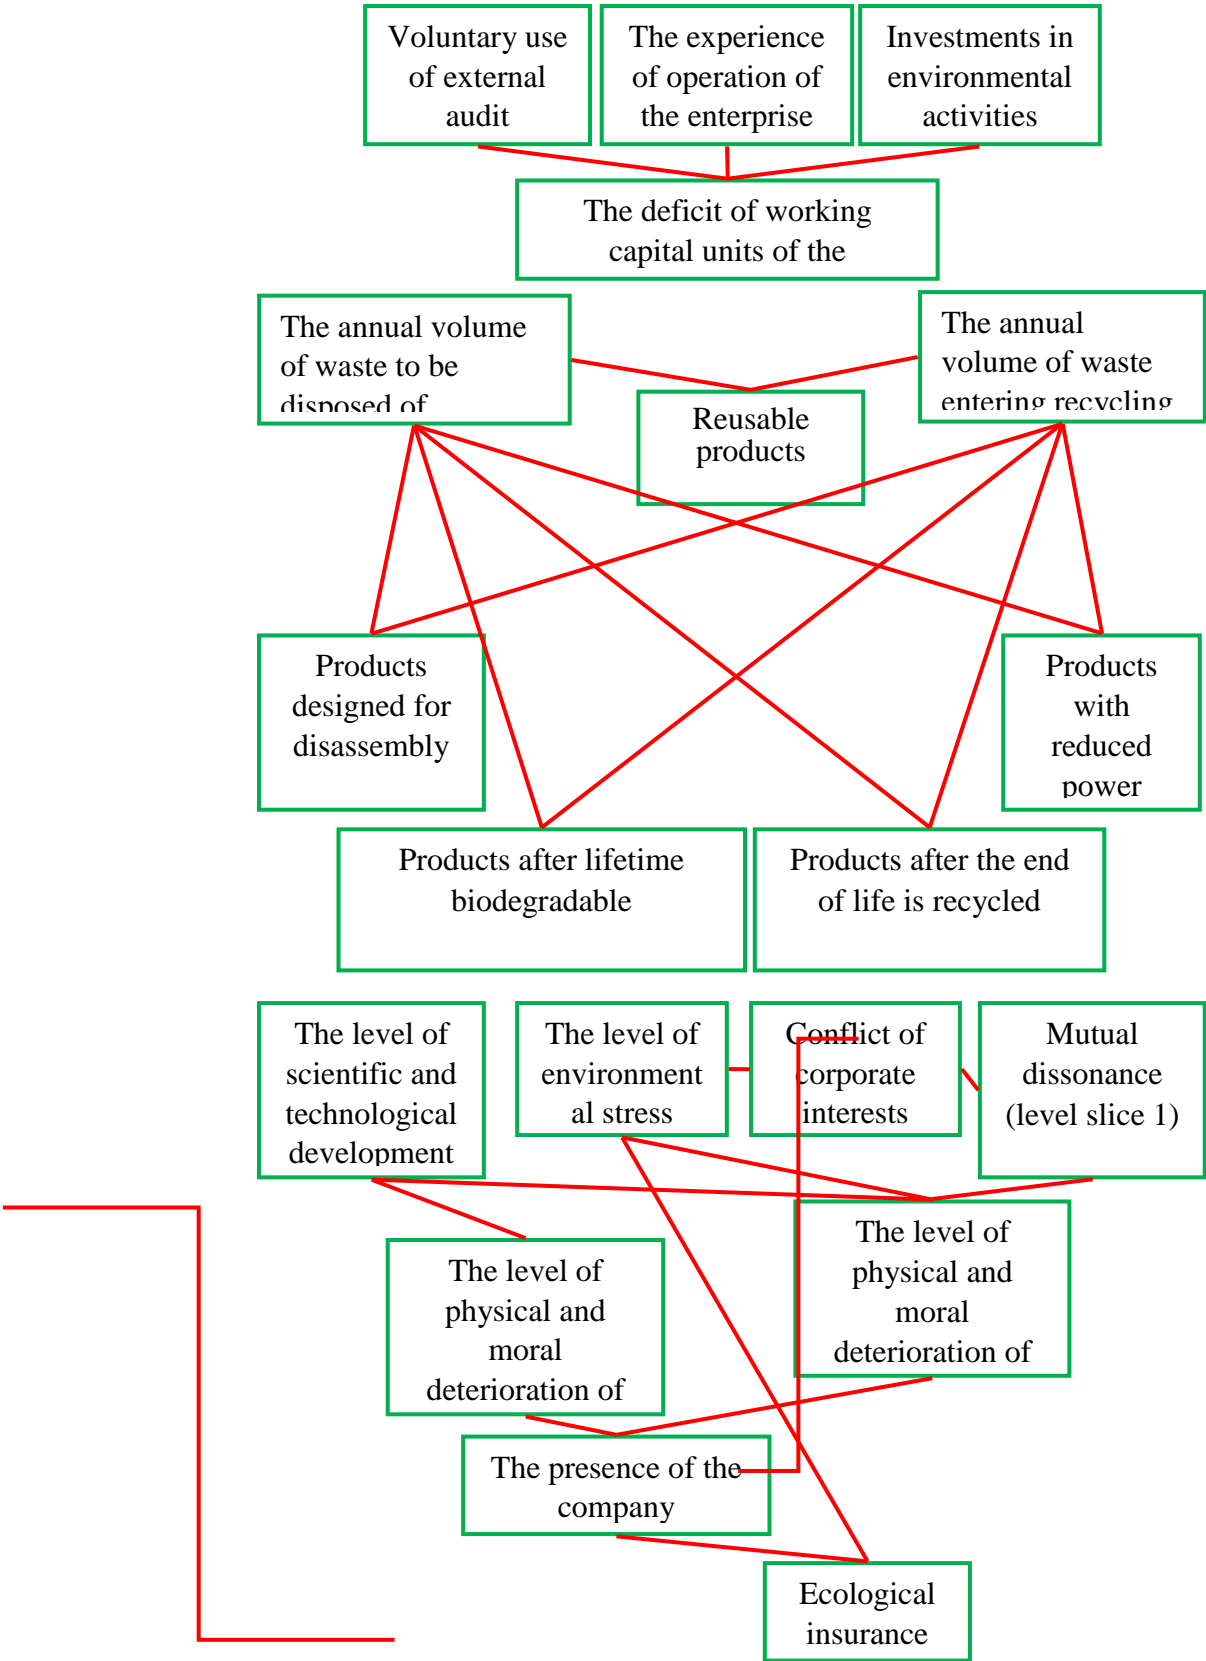 Voluntary use
of external
audit
The experience
of operation of
the enterprise
Investments in
environmental
activities
The deficit of working
capital units of the
The annual volume
of waste to be
disposed of
The annual
volume of waste
entering recycling
Reusable
products
Products
designed for
disassembly
Products
with
reduced
power
Products after lifetime
biodegradable
Products after the end
of life is recycled
The level of
scientific and
technological
development
The level of
environment
al stress
Conflict of
corporate
interests
Mutual
dissonance
(level slice 1)
The level of
physical and
moral
deterioration of
The level of
physical and
moral
deterioration of
The presence of the
company
Ecological
insurance